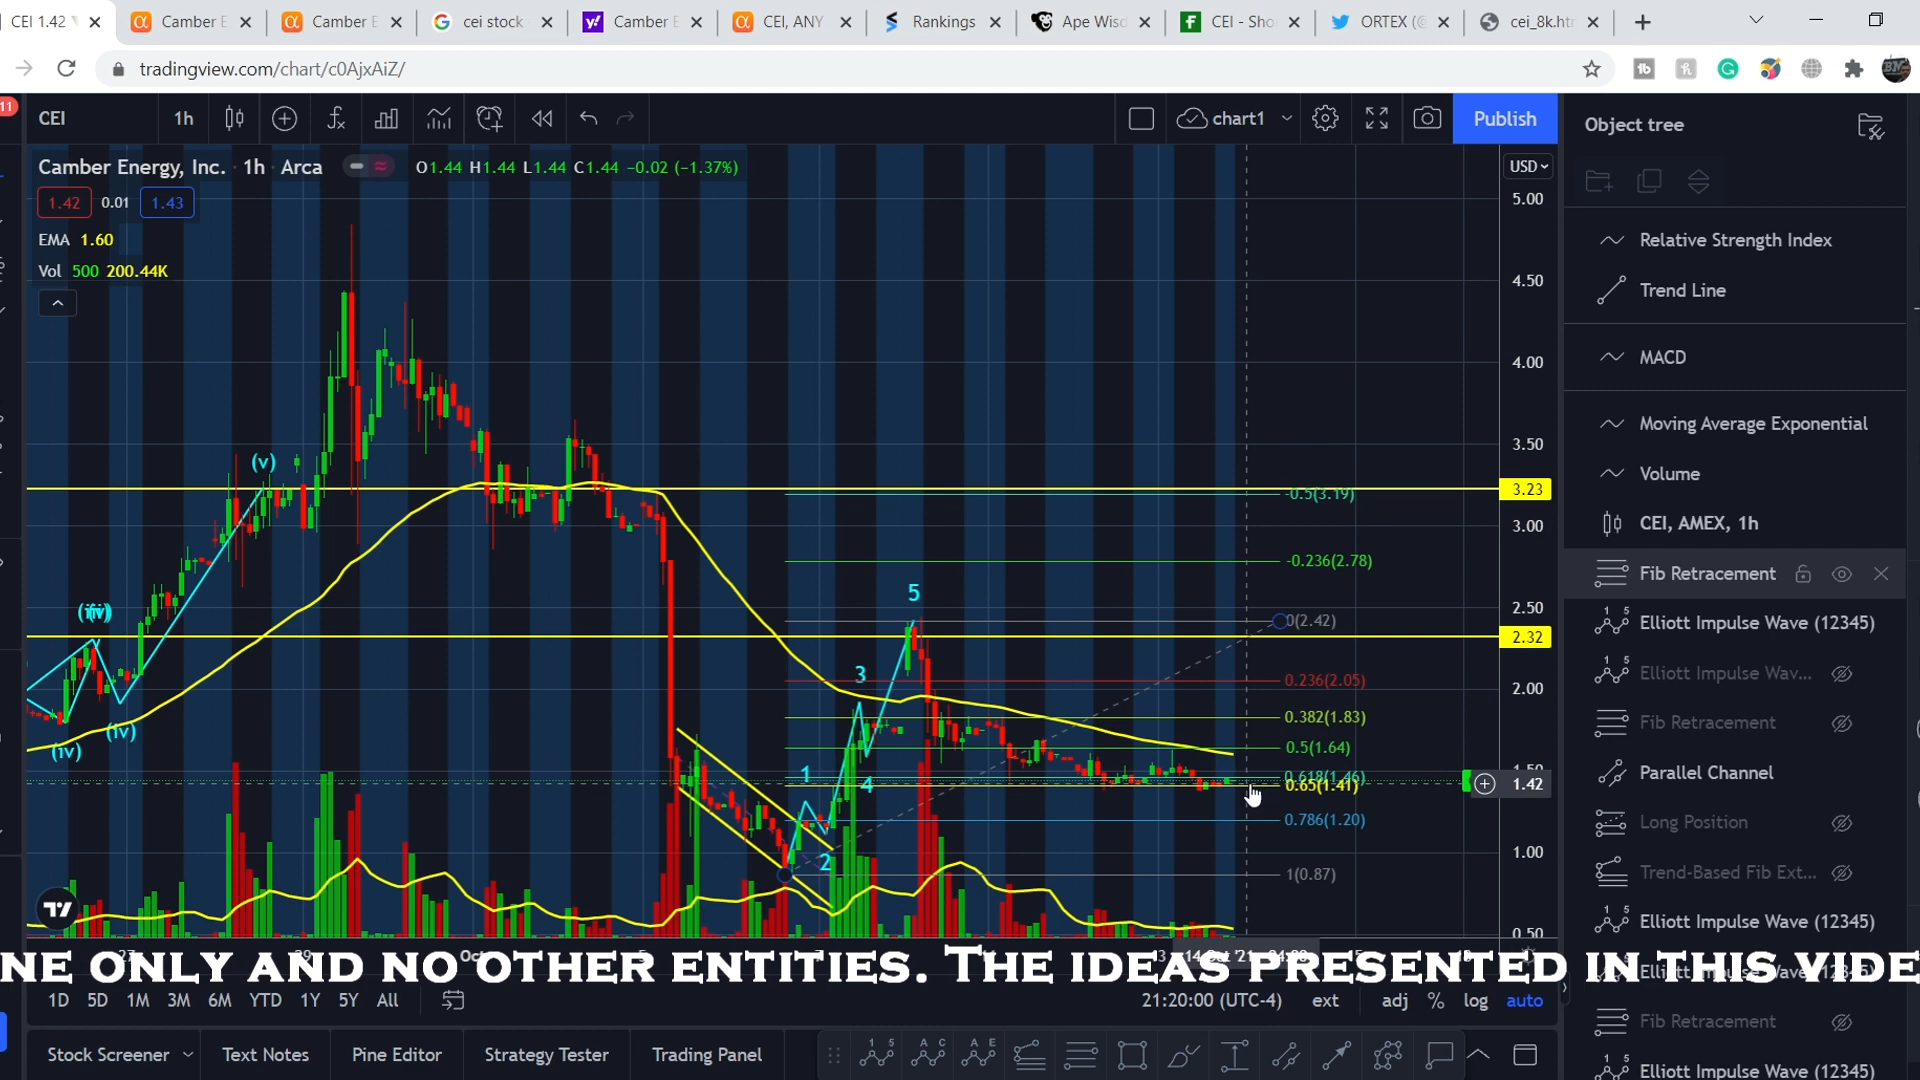 CEI 1.42
Camber E
Camber E
cei stock
Camber E
CEI, ANY
Rankings
Ape Wisd
CEI - Sho
ORTEX (@
cei_8k.htm
tradingview.com/chart/c0AjxAiZ/
11
CEI
1h
chart1
Publish
Object tree
Camber Energy, Inc. · 1h · Arca
O1.44 H1.44 L1.44 C1.44 −0.02 (−1.37%)
USD
1.42 0.01 1.43
EMA 1.60
Vol 500 200.44K
5.00
4.50
4.00
3.50
3.23
3.00
2.50
2.32
2.00
1.42
1.00
0.50
(v)
(iv)
(iv)
(iv)
1
2
3
4
5
-0.5(3.19)
-0.236(2.78)
0(2.42)
0.236(2.05)
0.382(1.83)
0.5(1.64)
0.618(1.46)
0.65(1.41)
0.786(1.20)
1(0.87)
Relative Strength Index
Trend Line
MACD
Moving Average Exponential
Volume
CEI, AMEX, 1h
Fib Retracement
Elliott Impulse Wave (12345)
Elliott Impulse Wav...
Fib Retracement
Parallel Channel
Long Position
Trend-Based Fib Ext...
Elliott Impulse Wave (12345)
Fib Retracement
Elliott Impulse Wave (12345)
NE ONLY AND NO OTHER ENTITIES. THE IDEAS PRESENTED IN THIS VIDE
1D 5D 1M 3M 6M YTD 1Y 5Y All
21:20:00 (UTC-4) ext adj % log auto
Stock Screener Text Notes Pine Editor Strategy Tester Trading Panel